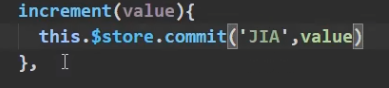 increment(value){
this.$store.commit('JIA',value)
},